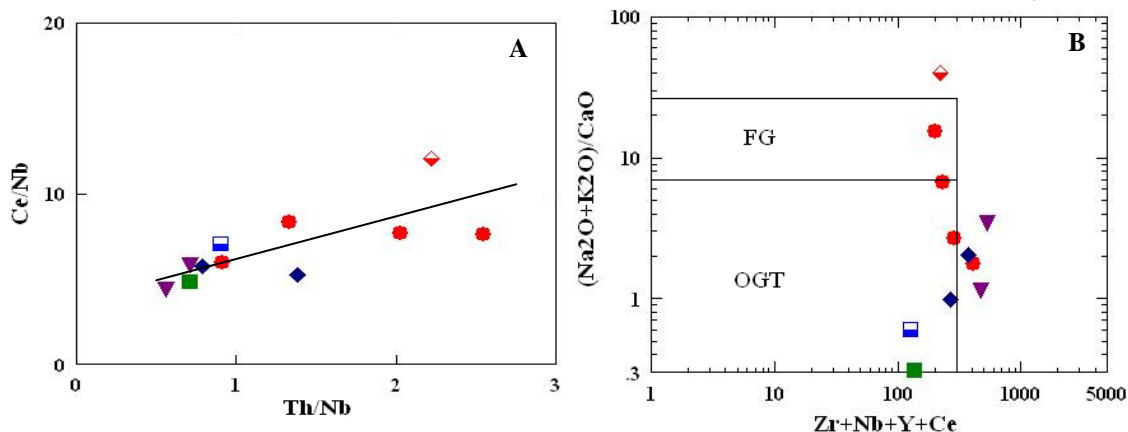 A
20
10
0
Ce/Nb
0 1 2 3
Th/Nb
B
100
10
1
.3
(Na2O+K2O)/CaO
FG
OGT
1 10 100 1000 5000
Zr+Nb+Y+Ce